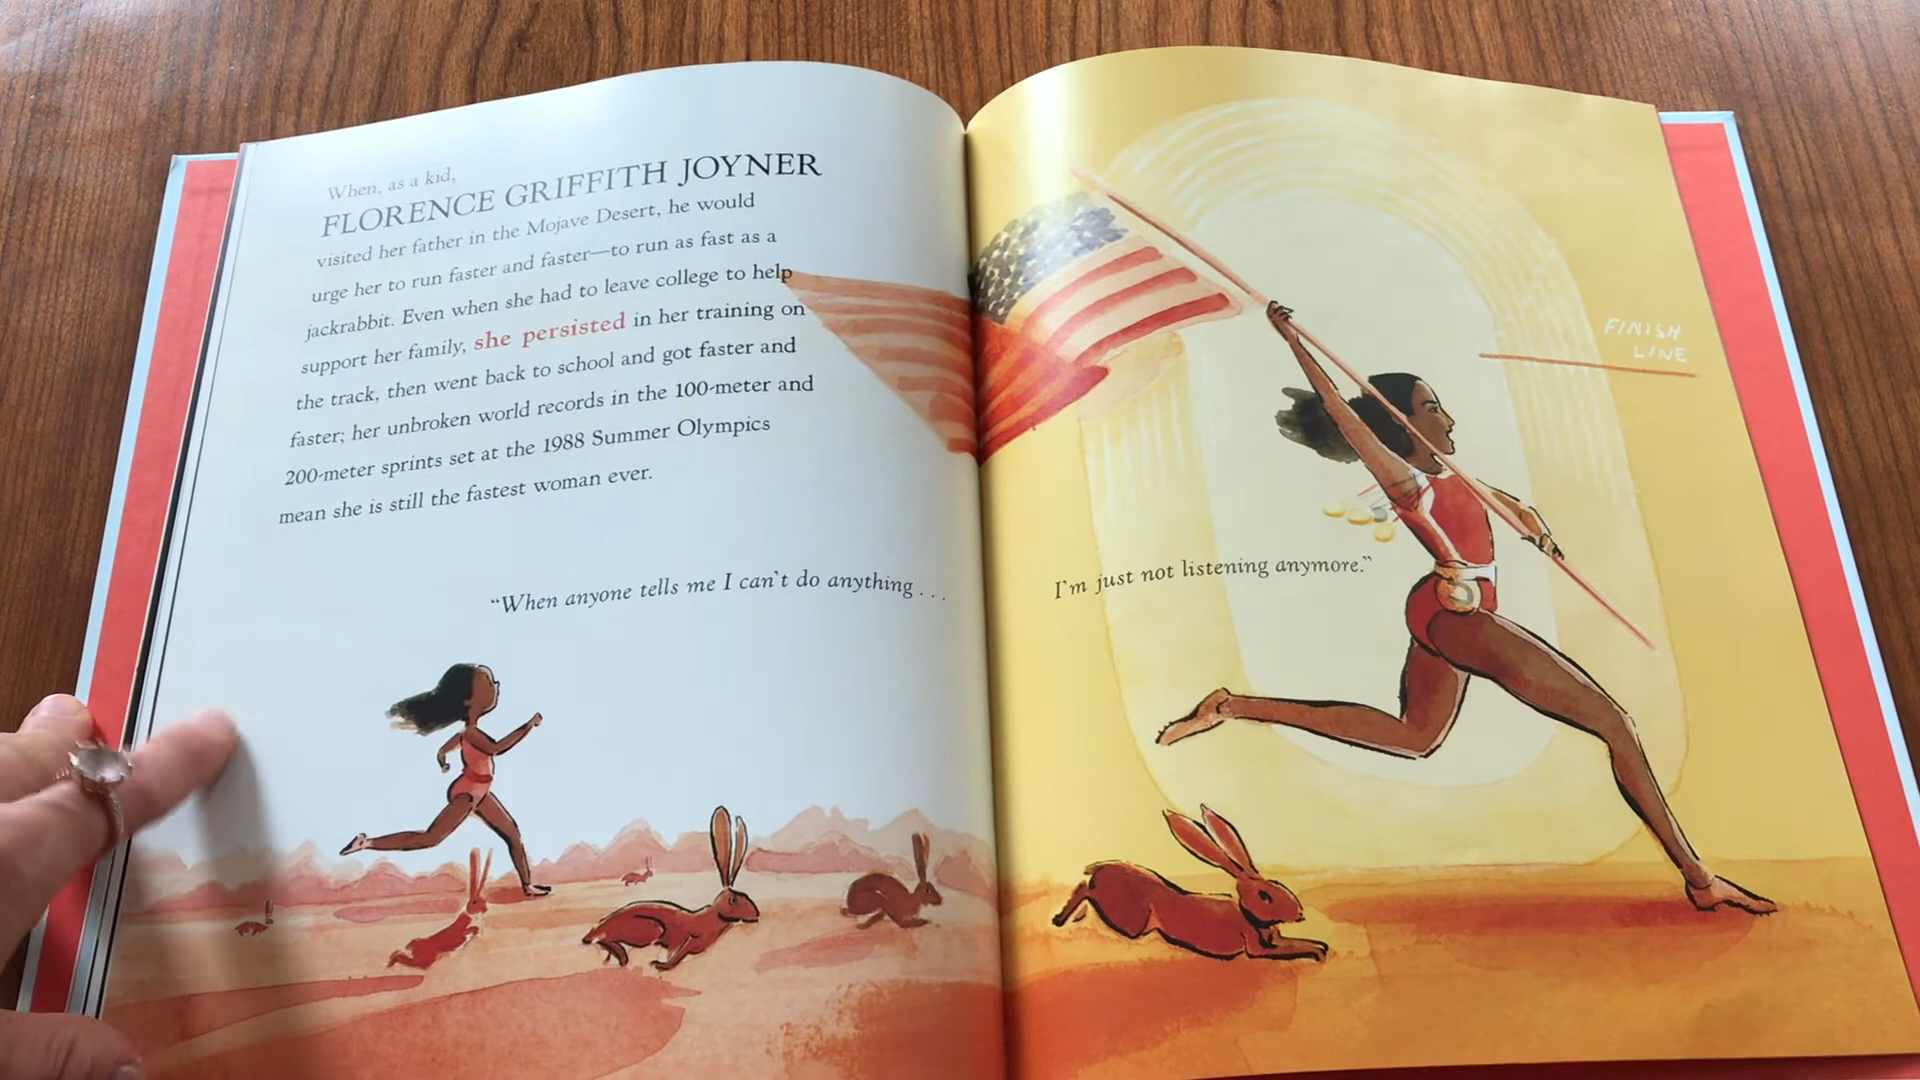 When, as a kid,
FLORENCE GRIFFITH JOYNER
visited her father in the Mojave Desert, he would
urge her to run faster and faster—to run as fast as a
jackrabbit. Even when she had to leave college to help
support her family, she persisted in her training on
the track, then went back to school and got faster and
faster; her unbroken world records in the 100-meter and
200-meter sprints set at the 1988 Summer Olympics
mean she is still the fastest woman ever.
“When anyone tells me I can't do anything . . .
I'm just not listening anymore.”
FINISH
LINE